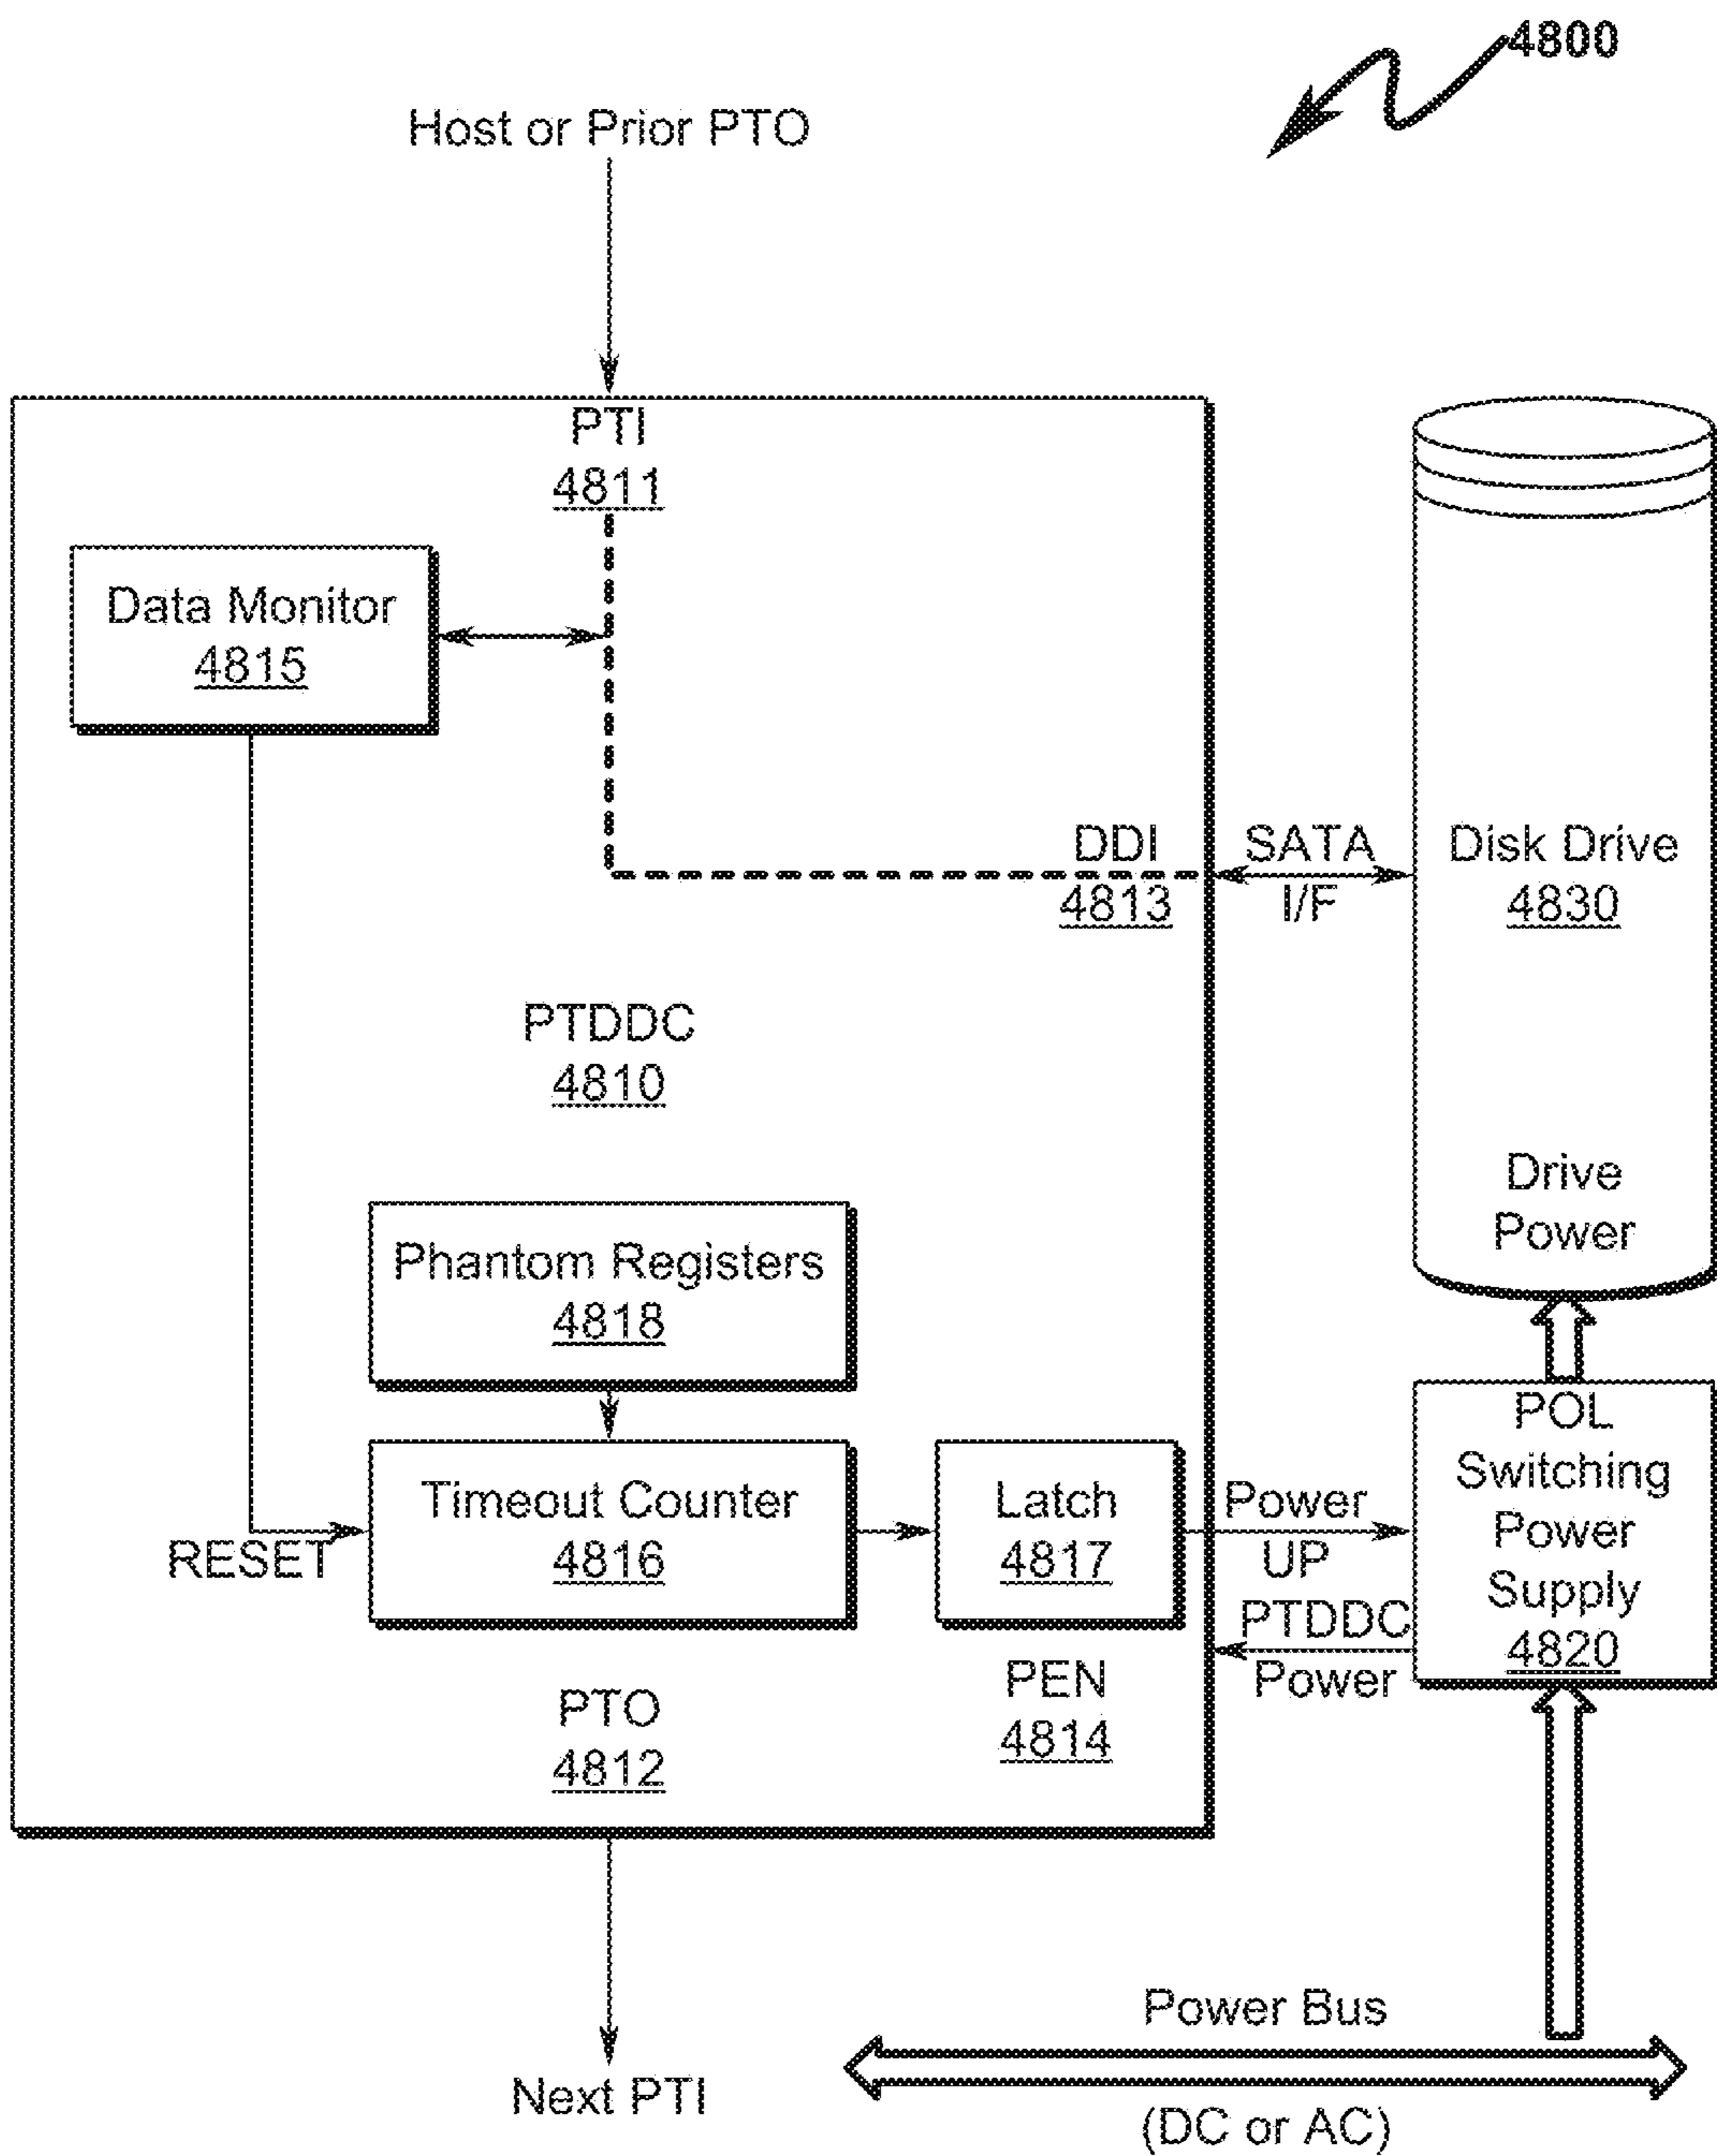 4800
Host or Prior PTO
PTI
4811
Data Monitor
4815
DDI
4813
SATA
I/F
Disk Drive
4830
PTDDC
4810
Drive
Power
Phantom Registers
4818
Timeout Counter
4816
RESET
Latch
4817
Power
UP
PTDDC
Power
POL
Switching
Power
Supply
4820
PEN
4814
PTO
4812
Power Bus
(DC or AC)
Next PTI